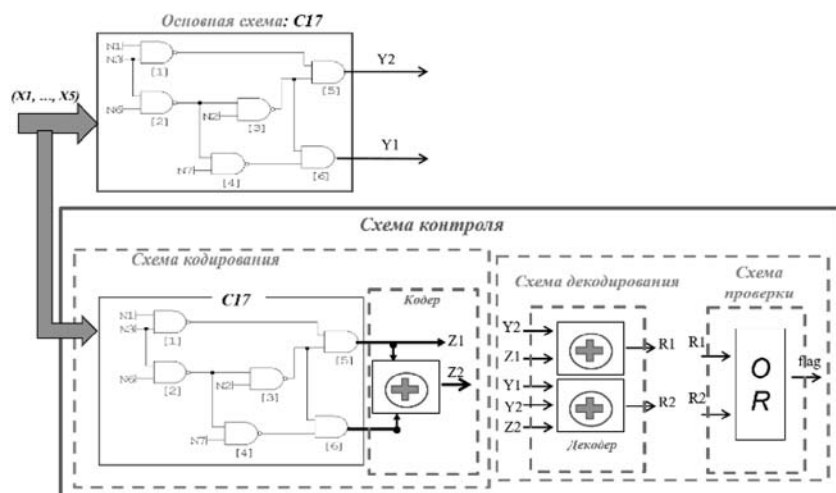 Основная схема: C17
N1
N3
[1]
Y2
[5]
(X1, ..., X5)
N6
[2]
N2
[3]
Y1
N7
[4]
[6]
Схема контроля
Схема кодирования
C17
Кодер
N1
N3
[1]
Z1
[5]
N6
[2]
N2
[3]
Z2
N7
[4]
[6]
Схема декодирования
Y2
Z1
R1
Y1
Y2
Z2
R2
Декодер
Схема
проверки
R1
R2
O
R
flag